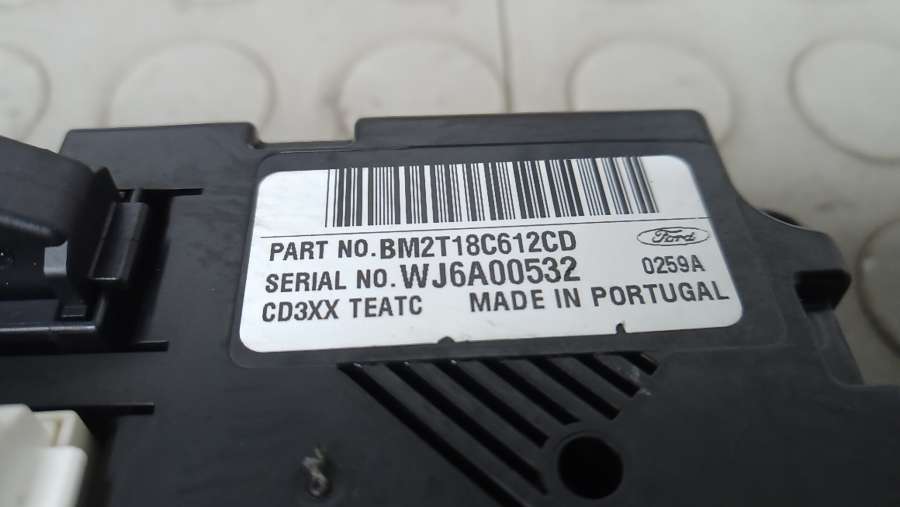 PART NO.BM2T18C612CD
Ford
SERIAL NO.WJ6A00532
0259A
CD3XX TEATC MADE IN PORTUGAL